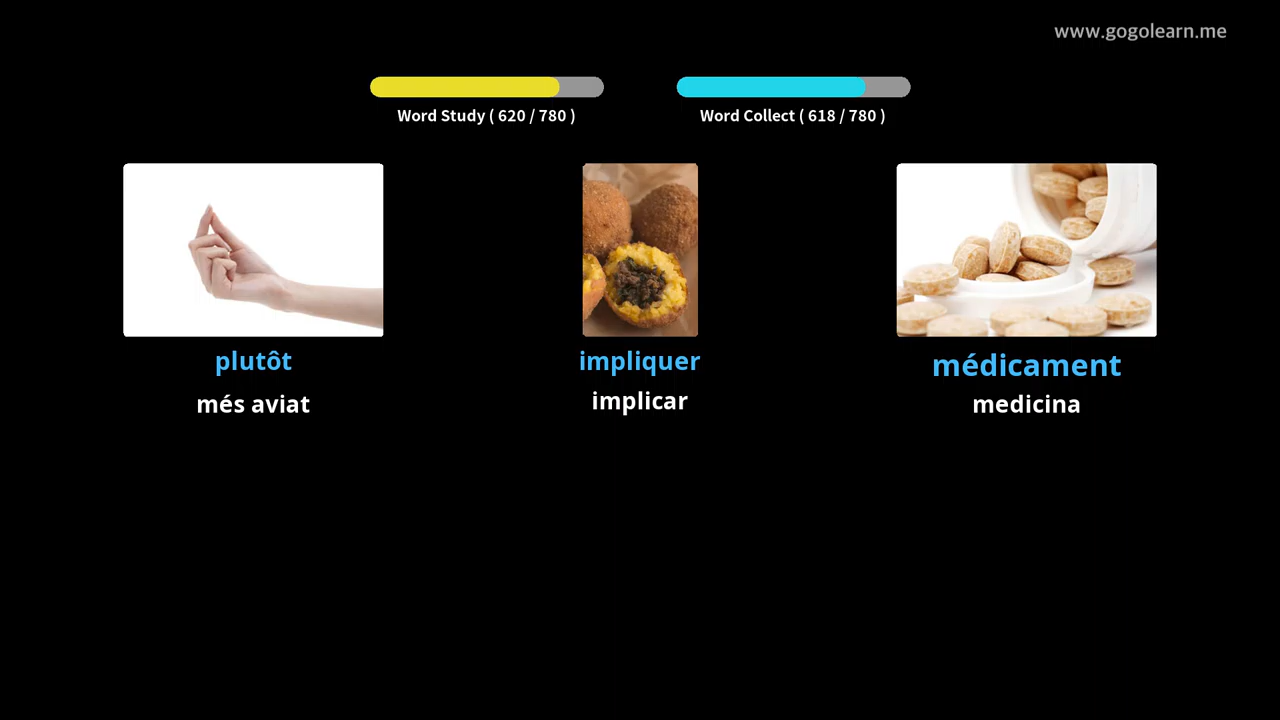 www.gogolearn.me
Word Study ( 620 / 780 )
Word Collect ( 618 / 780 )
plutôt
més aviat
impliquer
implicar
médicament
medicina